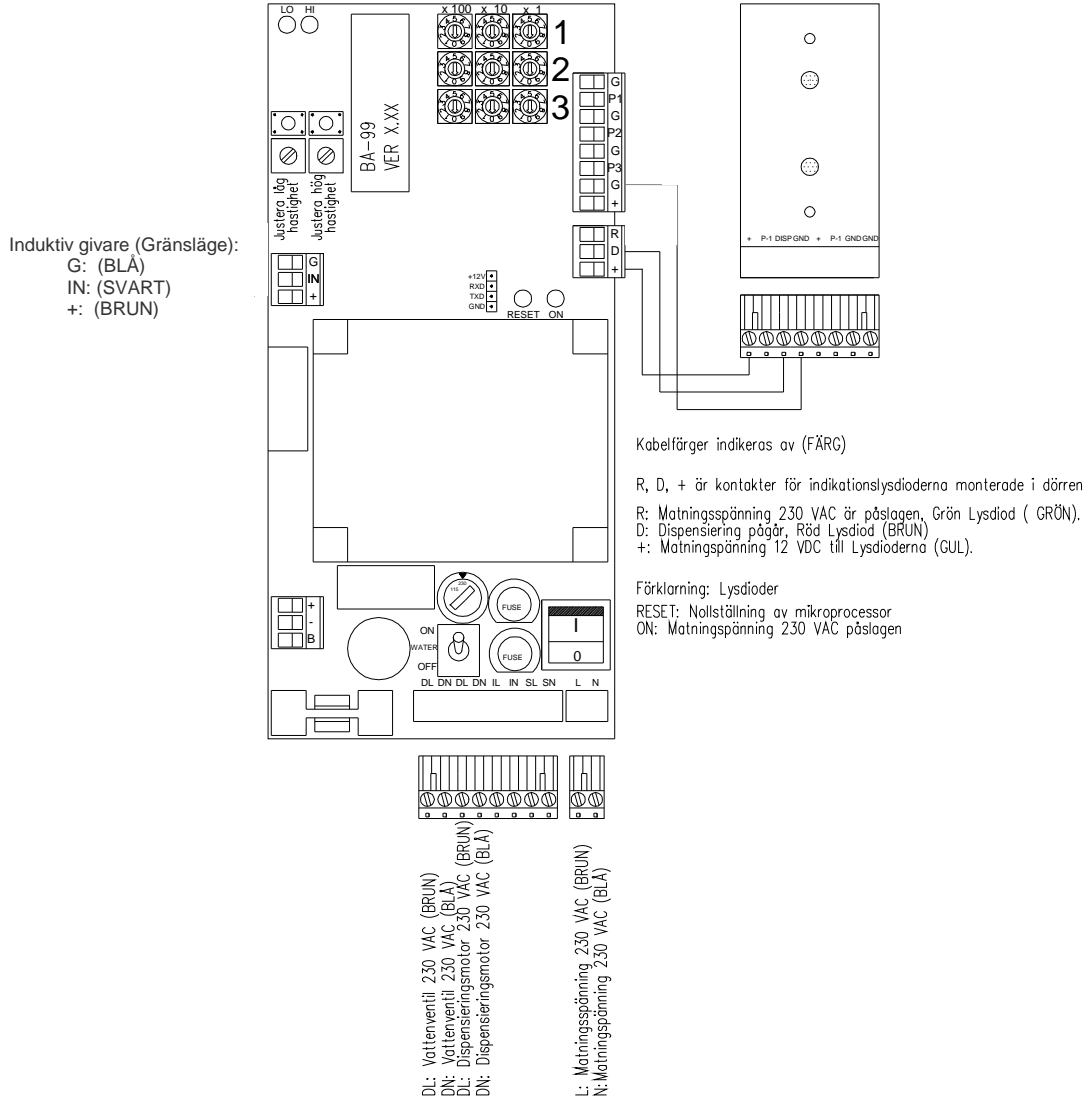 LO HI
x 100 x 10 x 1
1
2
3
BA-99
VER X.XX
Justera låg
hastighet
Justera hög
hastighet
G
P1
G
P2
G
P3
G
+
R
D
+
+ P-1 DISP GND + P-1 GND GND
Induktiv givare (Gränsläge):
G: (BLÅ)
IN: (SVART)
+: (BRUN)
G
IN
+
+12V
RXD
TXD
GND
RESET ON
Kabelfärger indikeras av (FÄRG)
R, D, + är kontakter för indikationslysdioderna monterade i dörren
R: Matningsspänning 230 VAC är påslagen, Grön Lysdiod ( GRÖN).
D: Dispensiering pågår, Röd Lysdiod (BRUN)
+: Matningspänning 12 VDC till Lysdioderna (GUL).
Förklarning: Lysdioder
RESET: Nollställning av mikroprocessor
ON: Matningspänning 230 VAC påslagen
+
-
B
230
115
FUSE
FUSE
I
0
ON
WATER
OFF
DL DN DL DN IL IN SL SN L N
DL: Vattenventil 230 VAC (BRUN)
DN: Vattenventil 230 VAC (BLÅ)
DL: Dispensieringsmotor 230 VAC (BRUN)
DN: Dispensieringsmotor 230 VAC (BLÅ)
L: Matningsspänning 230 VAC (BRUN)
N: Matningspänning 230 VAC (BLÅ)